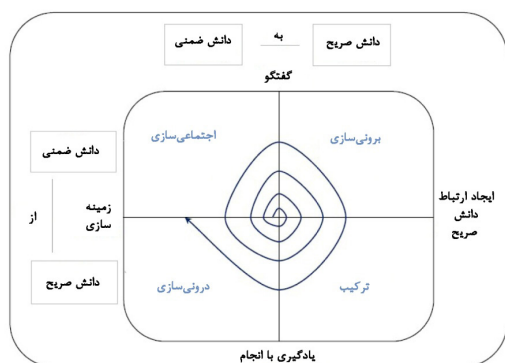 دانش صریح
به
دانش ضمنی
گفتگو
برونی‌سازی
اجتماعی‌سازی
دانش ضمنی
از
دانش صریح
زمینه
سازی
ایجاد ارتباط
دانش
صریح
ترکیب
درونی‌سازی
یادگیری با انجام